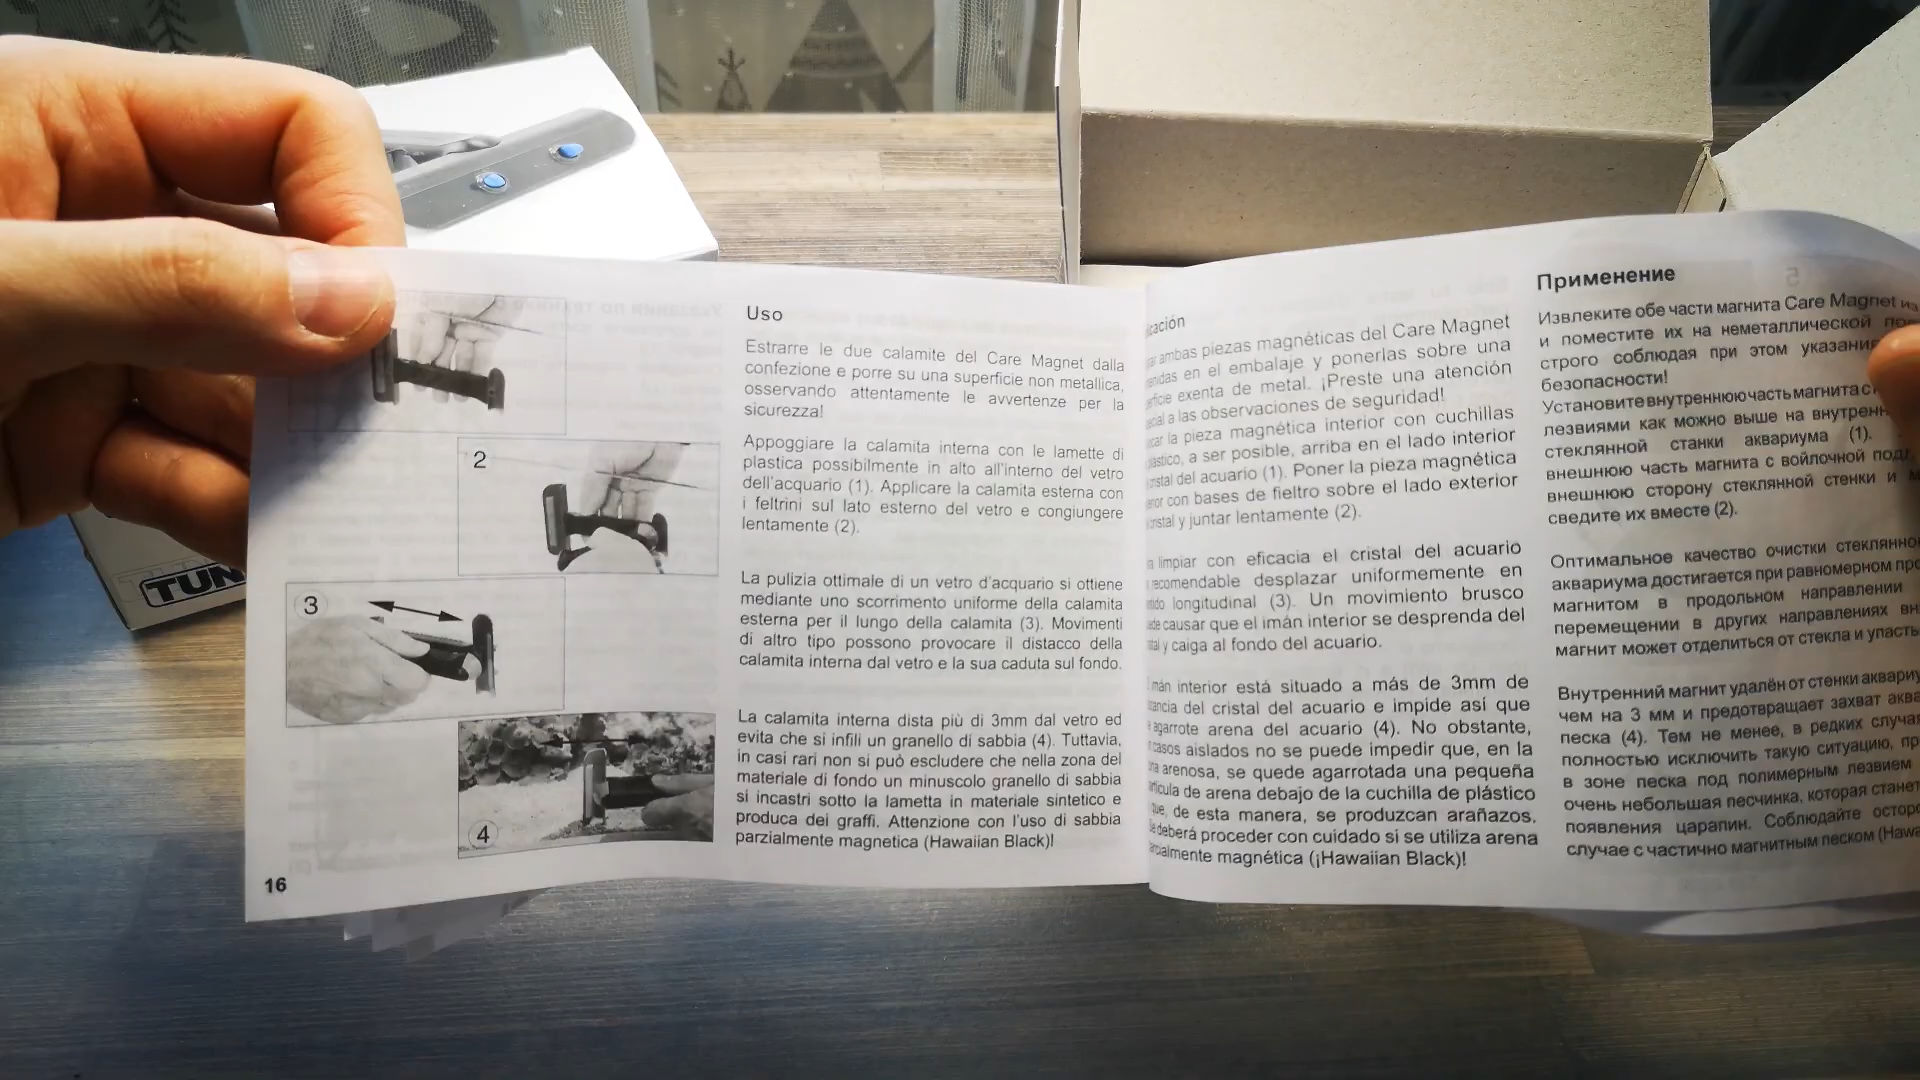 TUN
2
3
4
16
Uso
Estrarre le due calamite del Care Magnet dalla
confezione e porre su una superficie non metallica,
osservando attentamente le avvertenze per la
sicurezza!
Appoggiare la calamita interna con le lamette di
plastica possibilmente in alto all'interno del vetro
dell'acquario (1). Applicare la calamita esterna con
i feltrini sul lato esterno del vetro e congiungere
lentamente (2).
La pulizia ottimale di un vetro d'acquario si ottiene
mediante uno scorrimento uniforme della calamita
esterna per il lungo della calamita (3). Movimenti
di altro tipo possono provocare il distacco della
calamita interna dal vetro e la sua caduta sul fondo.
La calamita interna dista più di 3mm dal vetro ed
evita che si infili un granello di sabbia (4). Tuttavia,
in casi rari non si può escludere che nella zona del
materiale di fondo un minuscolo granello di sabbia
si incastri sotto la lametta in materiale sintetico e
produca dei graffi. Attenzione con l'uso di sabbia
parzialmente magnetica (Hawaiian Black)!
ambas piezas magnéticas del Care Magnet
en el embalaje y ponerlas sobre una
exenta de metal. ¡Preste una atención
a las observaciones de seguridad!
la pieza magnética interior con cuchillas
a ser posible, arriba en el lado interior
del acuario (1). Poner la pieza magnética
con bases de fieltro sobre el lado exterior
y juntar lentamente (2).
limpiar con eficacia el cristal del acuario
recomendable desplazar uniformemente en
longitudinal (3). Un movimiento brusco
causar que el imán interior se desprenda del
y caiga al fondo del acuario.
interior está situado a más de 3mm de
del cristal del acuario e impide así que
agarrote arena del acuario (4). No obstante,
casos aislados no se puede impedir que, en la
arenosa, se quede agarrotada una pequeña
de arena debajo de la cuchilla de plástico
que, de esta manera, se produzcan arañazos.
deberá proceder con cuidado si se utiliza arena
magnética (¡Hawaiian Black)!
Применение
Извлеките обе части магнита Care Magnet из
и поместите их на неметаллической
строго соблюдая при этом
безопасности!
Установите внутреннюю часть магнита с
лезвиями как можно выше на
стеклянной станки аквариума (1).
внешнюю часть магнита с войлочной
внешнюю сторону стеклянной стенки и
сведите их вместе (2).
Оптимальное качество очистки
аквариума достигается при равномерном
магнитом в продольном направлении
перемещении в других направлениях
магнит может отделиться от стекла и
Внутренний магнит удалён от стенки
чем на 3 мм и предотвращает захват
песка (4). Тем не менее, в редких
полностью исключить такую ситуацию,
в зоне песка под полимерным лезвием
очень небольшая песчинка, которая
появления царапин. Соблюдайте
случае с частично магнитным песком